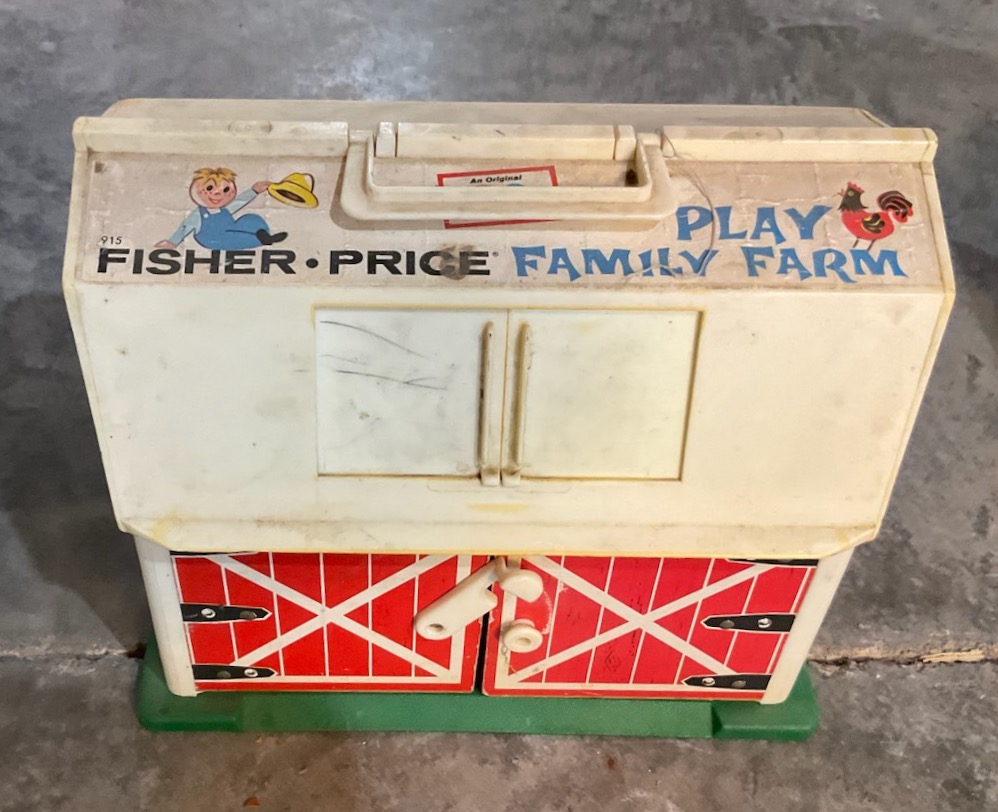 An Original
915
FISHER • PRICE®
PLAY
FAMILY FARM